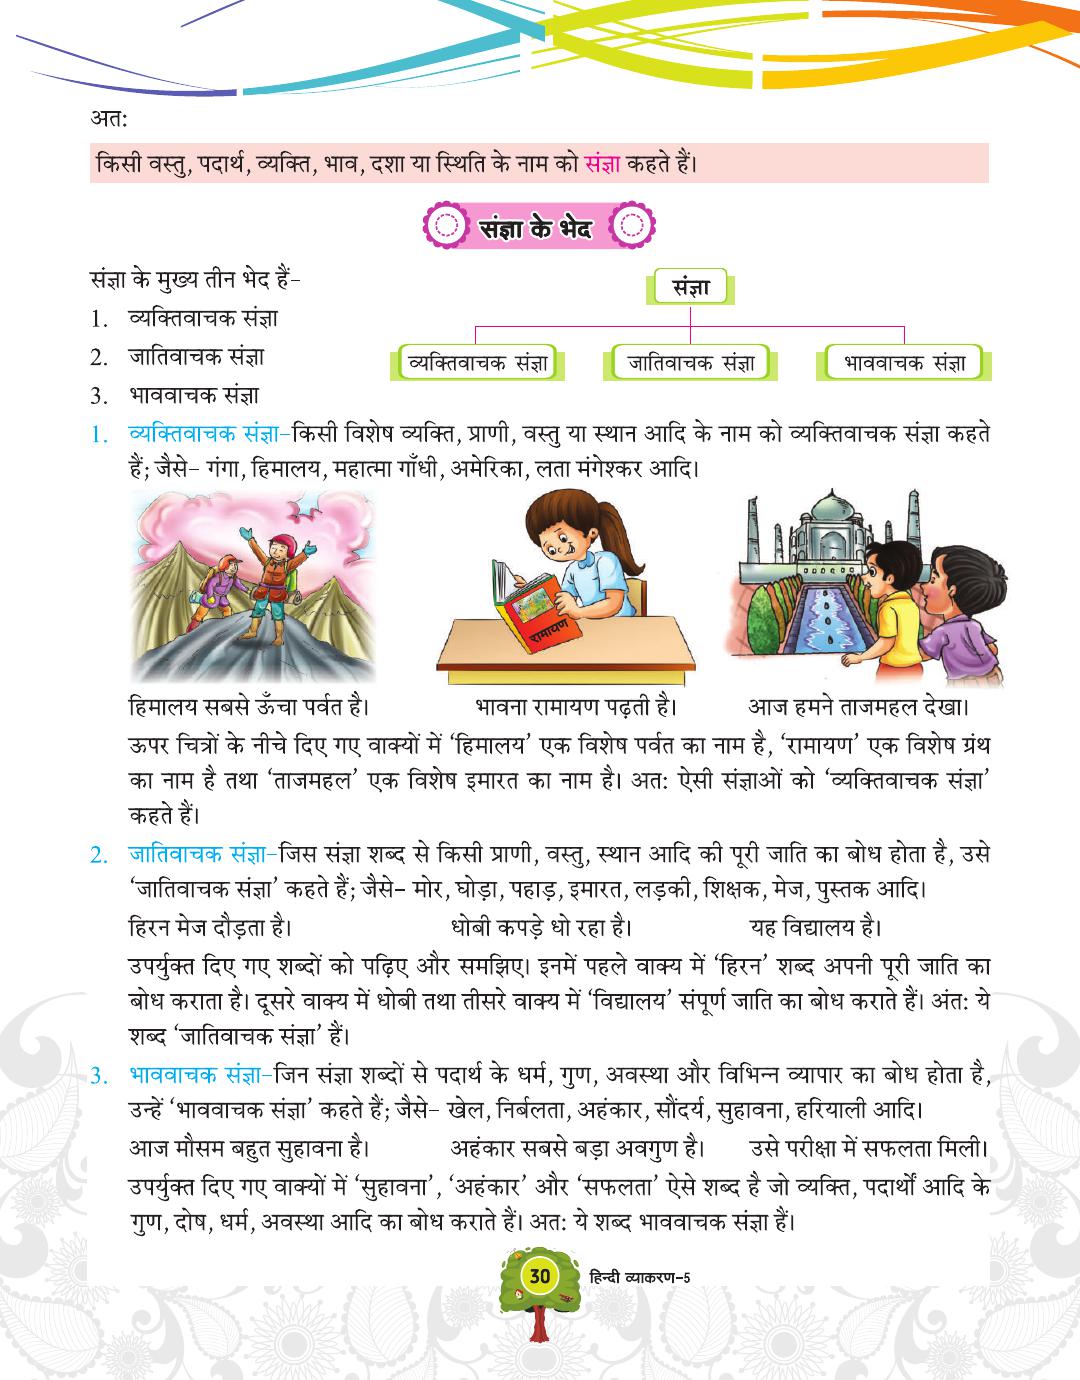 अत:
किसी वस्तु, पदार्थ, व्यक्ति, भाव, दशा या स्थिति के नाम को संज्ञा कहते हैं।
संज्ञा के भेद
संज्ञा के मुख्य तीन भेद हैं-
1. व्यक्तिवाचक संज्ञा
2. जातिवाचक संज्ञा
3. भाववाचक संज्ञा
संज्ञा
व्यक्तिवाचक संज्ञा
जातिवाचक संज्ञा
भाववाचक संज्ञा
1. व्यक्तिवाचक संज्ञा-किसी विशेष व्यक्ति, प्राणी, वस्तु या स्थान आदि के नाम को व्यक्तिवाचक संज्ञा कहते
हैं; जैसे- गंगा, हिमालय, महात्मा गाँधी, अमेरिका, लता मंगेश्कर आदि।
रामायण
हिमालय सबसे ऊँचा पर्वत है।
भावना रामायण पढ़ती है।
आज हमने ताजमहल देखा।
ऊपर चित्रों के नीचे दिए गए वाक्यों में ‘हिमालय’ एक विशेष पर्वत का नाम है, ‘रामायण’ एक विशेष ग्रंथ
का नाम है तथा ‘ताजमहल’ एक विशेष इमारत का नाम है। अत: ऐसी संज्ञाओं को ‘व्यक्तिवाचक संज्ञा’
कहते हैं।
2. जातिवाचक संज्ञा-जिस संज्ञा शब्द से किसी प्राणी, वस्तु, स्थान आदि की पूरी जाति का बोध होता है, उसे
‘जातिवाचक संज्ञा’ कहते हैं; जैसे- मोर, घोड़ा, पहाड़, इमारत, लड़की, शिक्षक, मेज, पुस्तक आदि।
हिरन मेज दौड़ता है।
धोबी कपड़े धो रहा है।
यह विद्यालय है।
उपर्युक्त दिए गए शब्दों को पढ़िए और समझिए। इनमें पहले वाक्य में ‘हिरन’ शब्द अपनी पूरी जाति का
बोध कराता है। दूसरे वाक्य में धोबी तथा तीसरे वाक्य में ‘विद्यालय’ संपूर्ण जाति का बोध कराते हैं। अंत: ये
शब्द ‘जातिवाचक संज्ञा’ हैं।
3. भाववाचक संज्ञा-जिन संज्ञा शब्दों से पदार्थ के धर्म, गुण, अवस्था और विभिन्न व्यापार का बोध होता है,
उन्हें ‘भाववाचक संज्ञा’ कहते हैं; जैसे- खेल, निर्बलता, अहंकार, सौंदर्य, सुहावना, हरियाली आदि।
आज मौसम बहुत सुहावना है।
अहंकार सबसे बड़ा अवगुण है।
उसे परीक्षा में सफलता मिली।
उपर्युक्त दिए गए वाक्यों में ‘सुहावना’, ‘अहंकार’ और ‘सफलता’ ऐसे शब्द है जो व्यक्ति, पदार्थों आदि के
गुण, दोष, धर्म, अवस्था आदि का बोध कराते हैं। अत: ये शब्द भाववाचक संज्ञा हैं।
30
हिन्दी व्याकरण-5